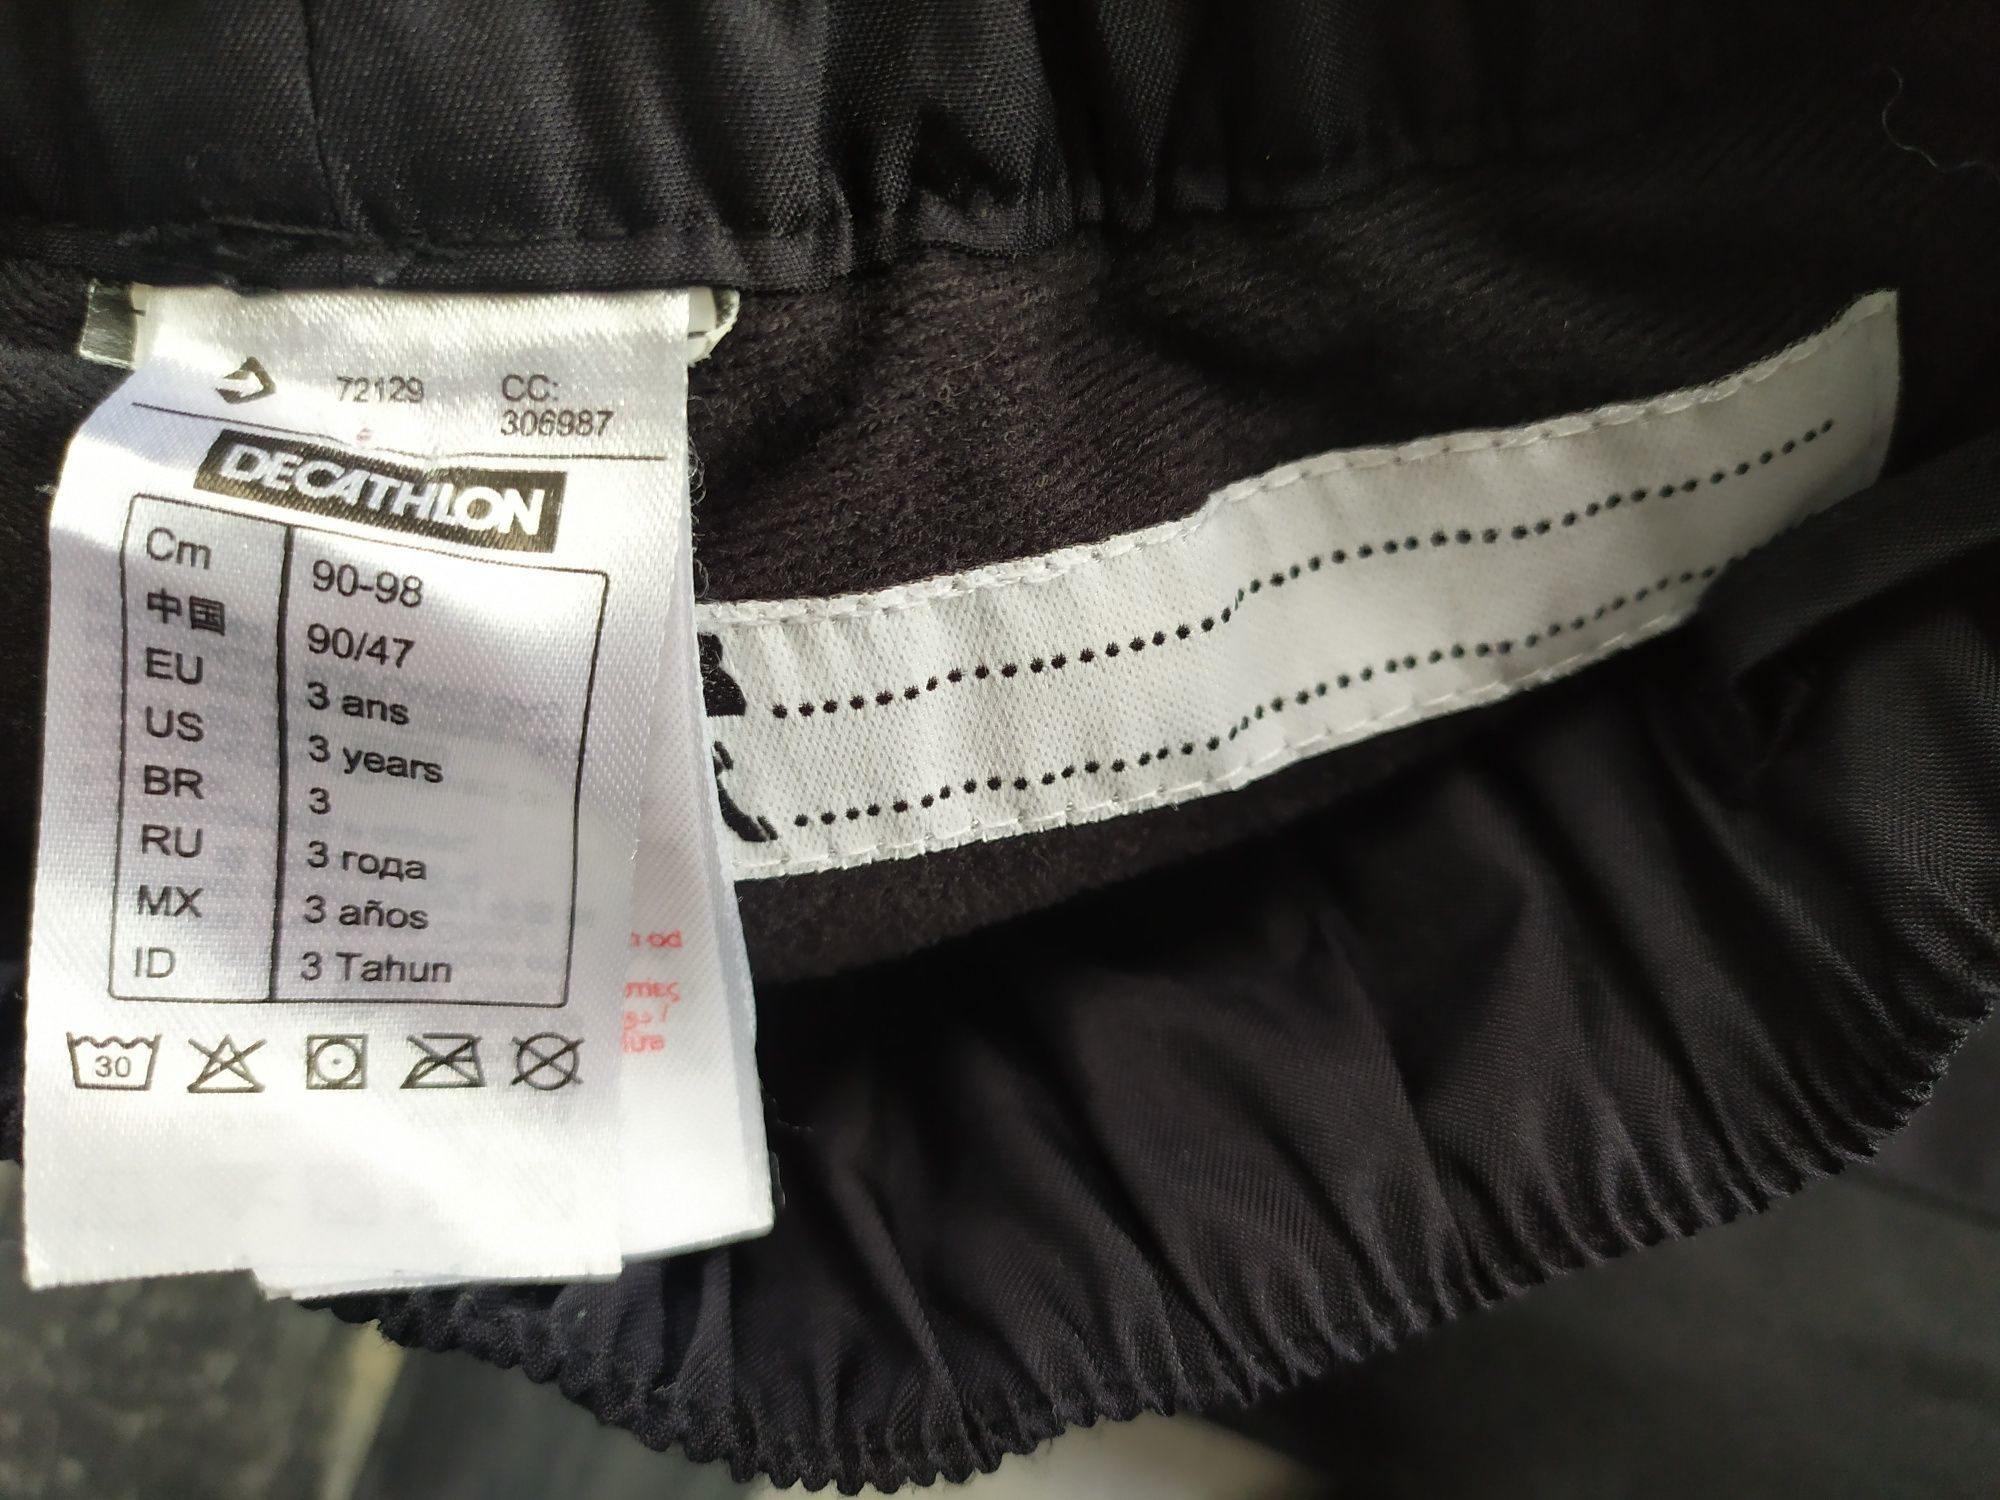 72129 CC:
306987
DECATHLON
Cm 90-98
中国 90/47
EU 3 ans
US 3 years
BR 3
RU 3 года
MX 3 años
ID 3 Tahun
30
od